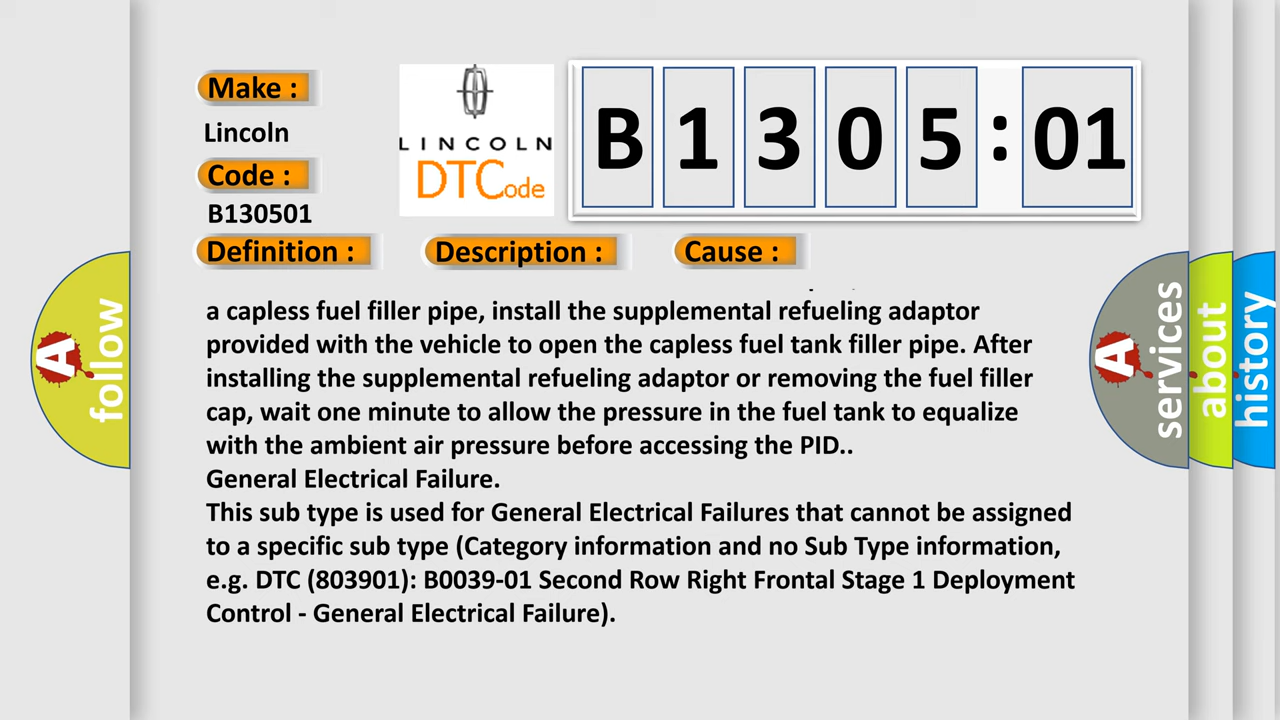 Make :
Lincoln
Code :
B130501
LINCOLN
DTCode
B1305:01
Definition :
Description :
Cause :
a capless fuel filler pipe, install the supplemental refueling adaptor
provided with the vehicle to open the capless fuel tank filler pipe. After
installing the supplemental refueling adaptor or removing the fuel filler
cap, wait one minute to allow the pressure in the fuel tank to equalize
with the ambient air pressure before accessing the PID..
General Electrical Failure.
This sub type is used for General Electrical Failures that cannot be assigned
to a specific sub type (Category information and no Sub Type information,
e.g. DTC (803901): B0039-01 Second Row Right Frontal Stage 1 Deployment
Control - General Electrical Failure).
A
follow
A
services
about
history